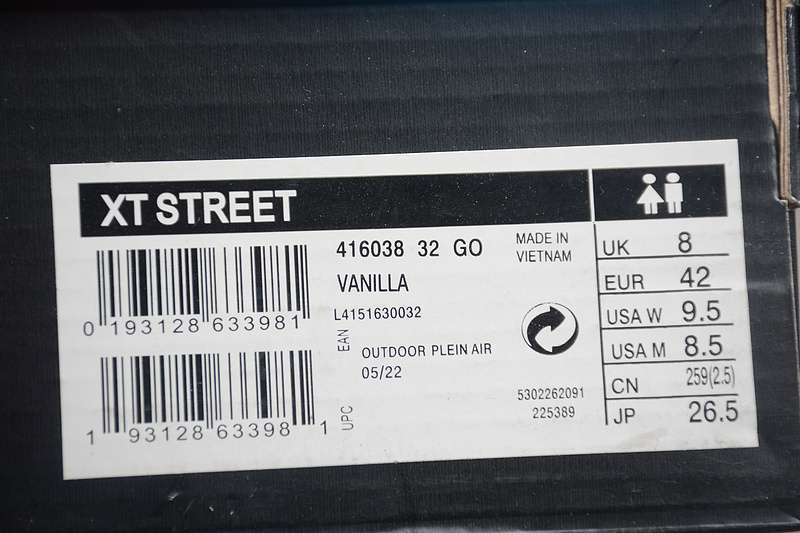 XT STREET
416038 32 GO
VANILLA
L4151630032
MADE IN
VIETNAM
0 193128 633981
EAN
OUTDOOR PLEIN AIR
05/22
1 93128 63398 1
UPC
5302262091
225389
UK 8
EUR 42
USA W 9.5
USA M 8.5
CN 259(2.5)
JP 26.5